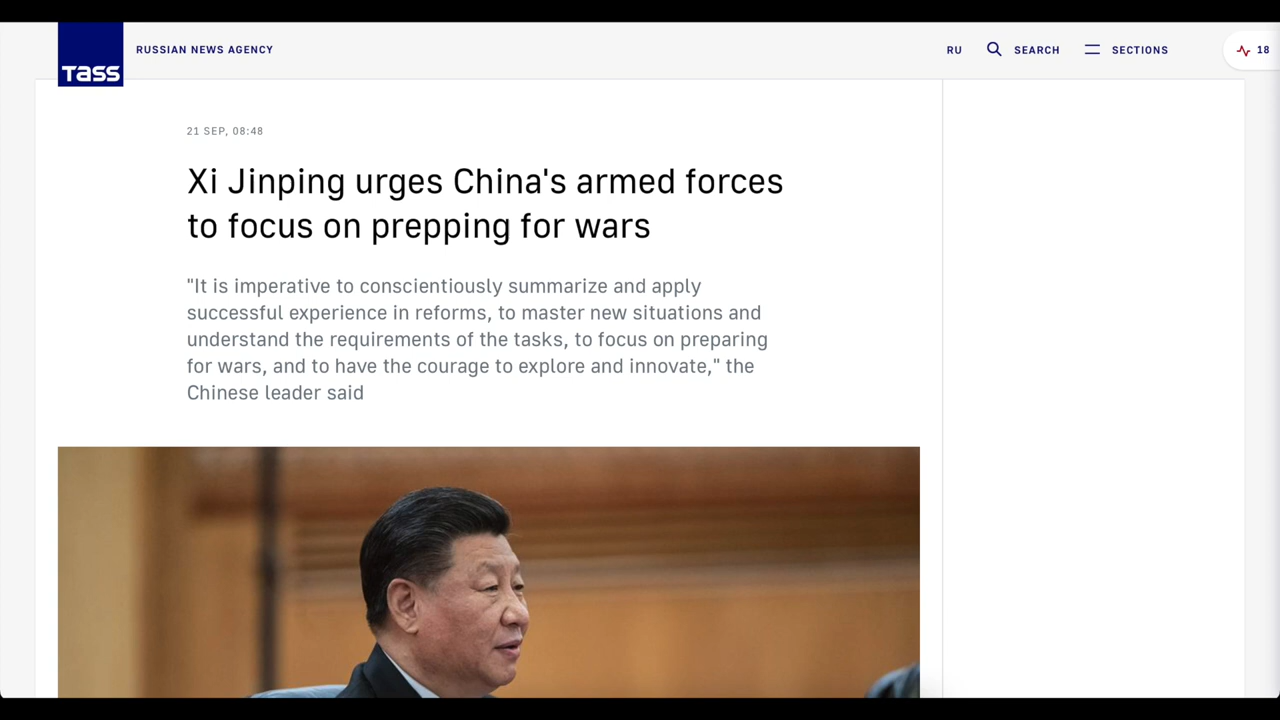 TASS
RUSSIAN NEWS AGENCY
RU
SEARCH
SECTIONS
18
21 SEP, 08:48
Xi Jinping urges China's armed forces
to focus on prepping for wars
"It is imperative to conscientiously summarize and apply
successful experience in reforms, to master new situations and
understand the requirements of the tasks, to focus on preparing
for wars, and to have the courage to explore and innovate," the
Chinese leader said